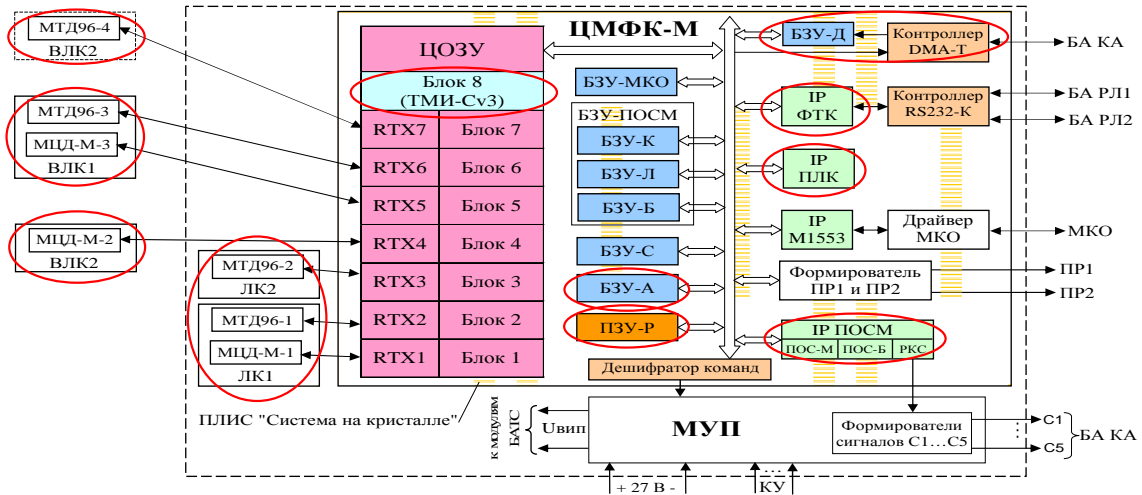 ЦМФК-М
МТД96-4
ВЛК2
МТД96-3
МЦД-М-3
ВЛК1
МЦД-М-2
ВЛК2
МТД96-2
ЛК2
МТД96-1
МЦД-М-1
ЛК1
ЦОЗУ
Блок 8
(ТМИ-Сv3)
RTX7 Блок 7
RTX6 Блок 6
RTX5 Блок 5
RTX4 Блок 4
RTX3 Блок 3
RTX2 Блок 2
RTX1 Блок 1
БЗУ-МКО
БЗУ-ПОСМ
БЗУ-К
БЗУ-Л
БЗУ-Б
БЗУ-С
БЗУ-А
ПЗУ-Р
Дешифратор команд
БЗУ-Д
Контроллер
DMA-T
БА КА
IP
ФТК
Контроллер
RS232-К
БА РЛ1
БА РЛ2
IP
ПЛК
IP
M1553
Драйвер
МКО
МКО
Формирователь
ПР1 и ПР2
ПР1
ПР2
IP ПОСМ
ПОС-М ПОС-Б РКС
ПЛИС "Система на кристалле"
к модулям
БАТС
Uвип
МУП
Формирователи
сигналов С1…С5
С1
⋮ ⋮
С5
БА КА
+ 27 В -
…
КУ